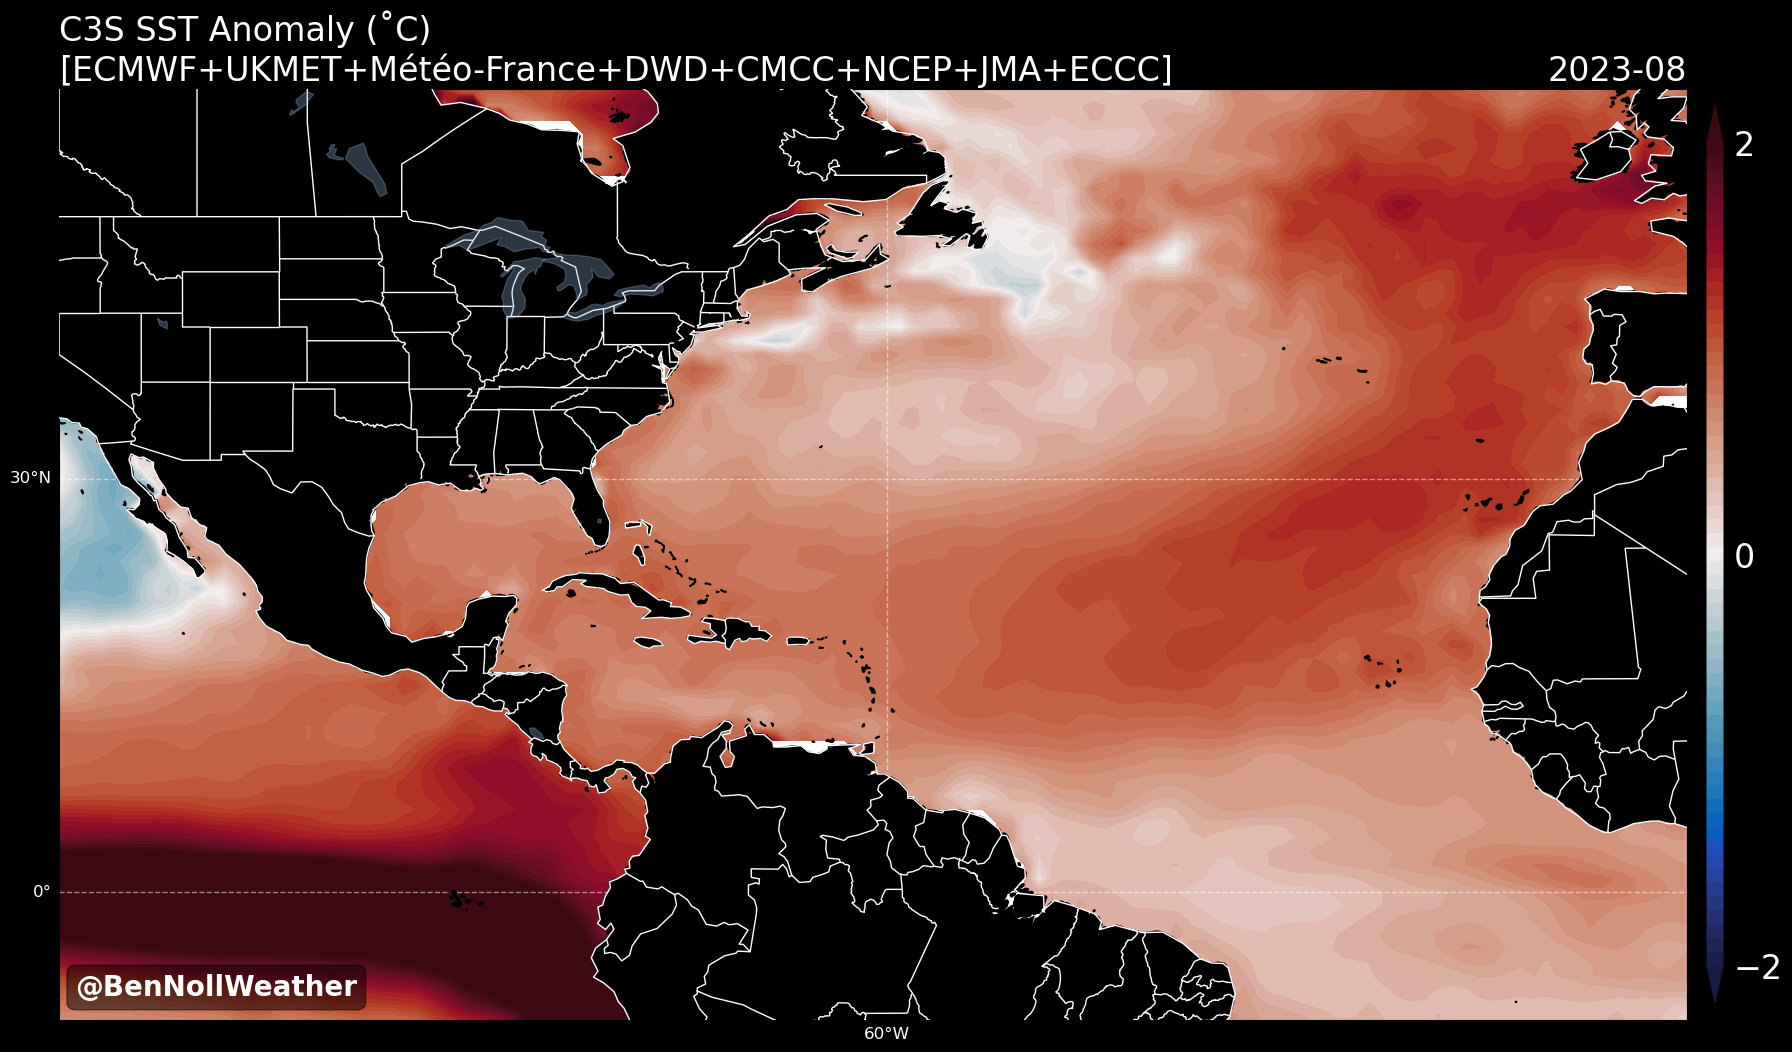 C3S SST Anomaly (˚C)
[ECMWF+UKMET+Météo-France+DWD+CMCC+NCEP+JMA+ECCC]
2023-08
2
0
−2
30°N
0°
60°W
@BenNollWeather